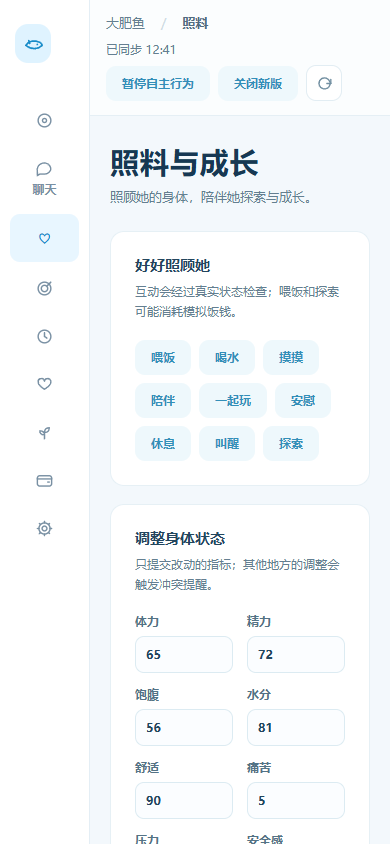 大肥鱼 / 照料
已同步 12:41
暂停自主行为 关闭新版
聊天
照料与成长
照顾她的身体，陪伴她探索与成长。
好好照顾她
互动会经过真实状态检查；喂饭和探索
可能消耗模拟饭钱。
喂饭 喝水 摸摸
陪伴 一起玩 安慰
休息 叫醒 探索
调整身体状态
只提交改动的指标；其他地方的调整会
触发冲突提醒。
体力 精力
65 72
饱腹 水分
56 81
舒适 痛苦
90 5
压力 安全感